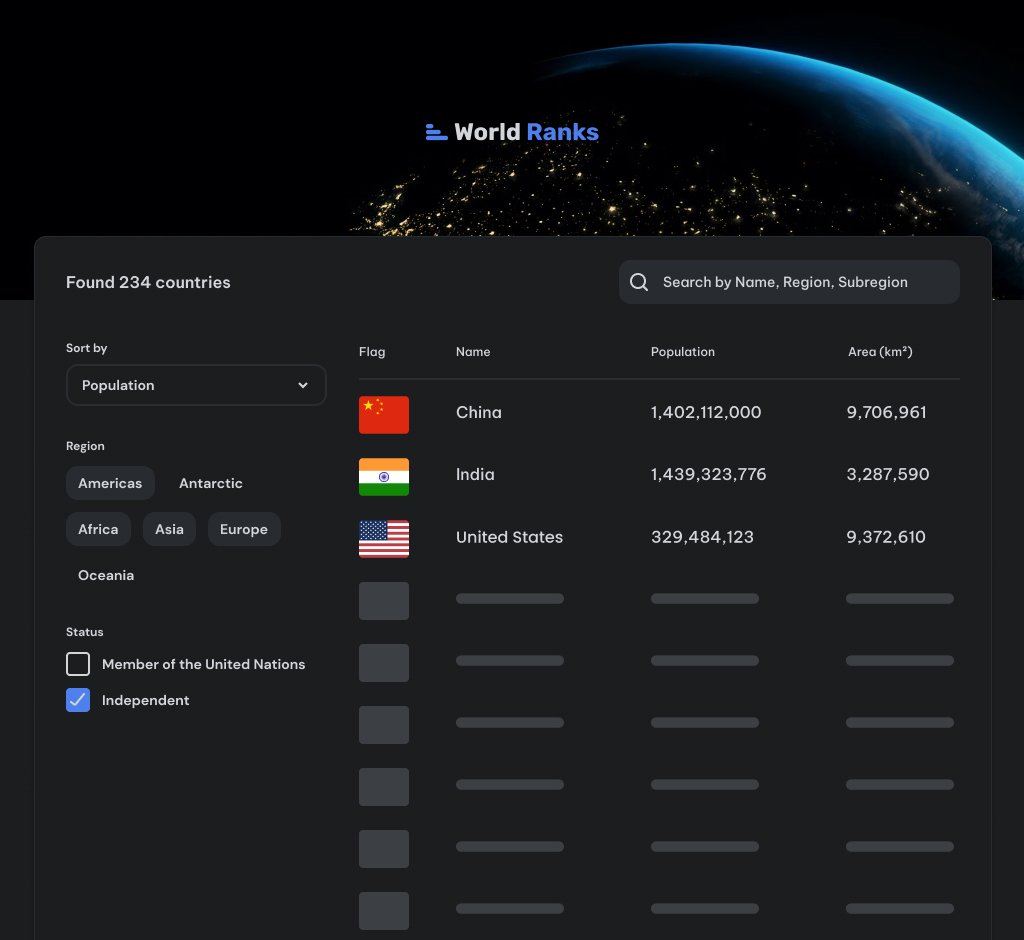 World Ranks
Found 234 countries
Search by Name, Region, Subregion
Sort by
Population
Region
Americas Antarctic
Africa Asia Europe
Oceania
Status
Member of the United Nations
Independent
Flag Name Population Area (km²)
China 1,402,112,000 9,706,961
India 1,439,323,776 3,287,590
United States 329,484,123 9,372,610